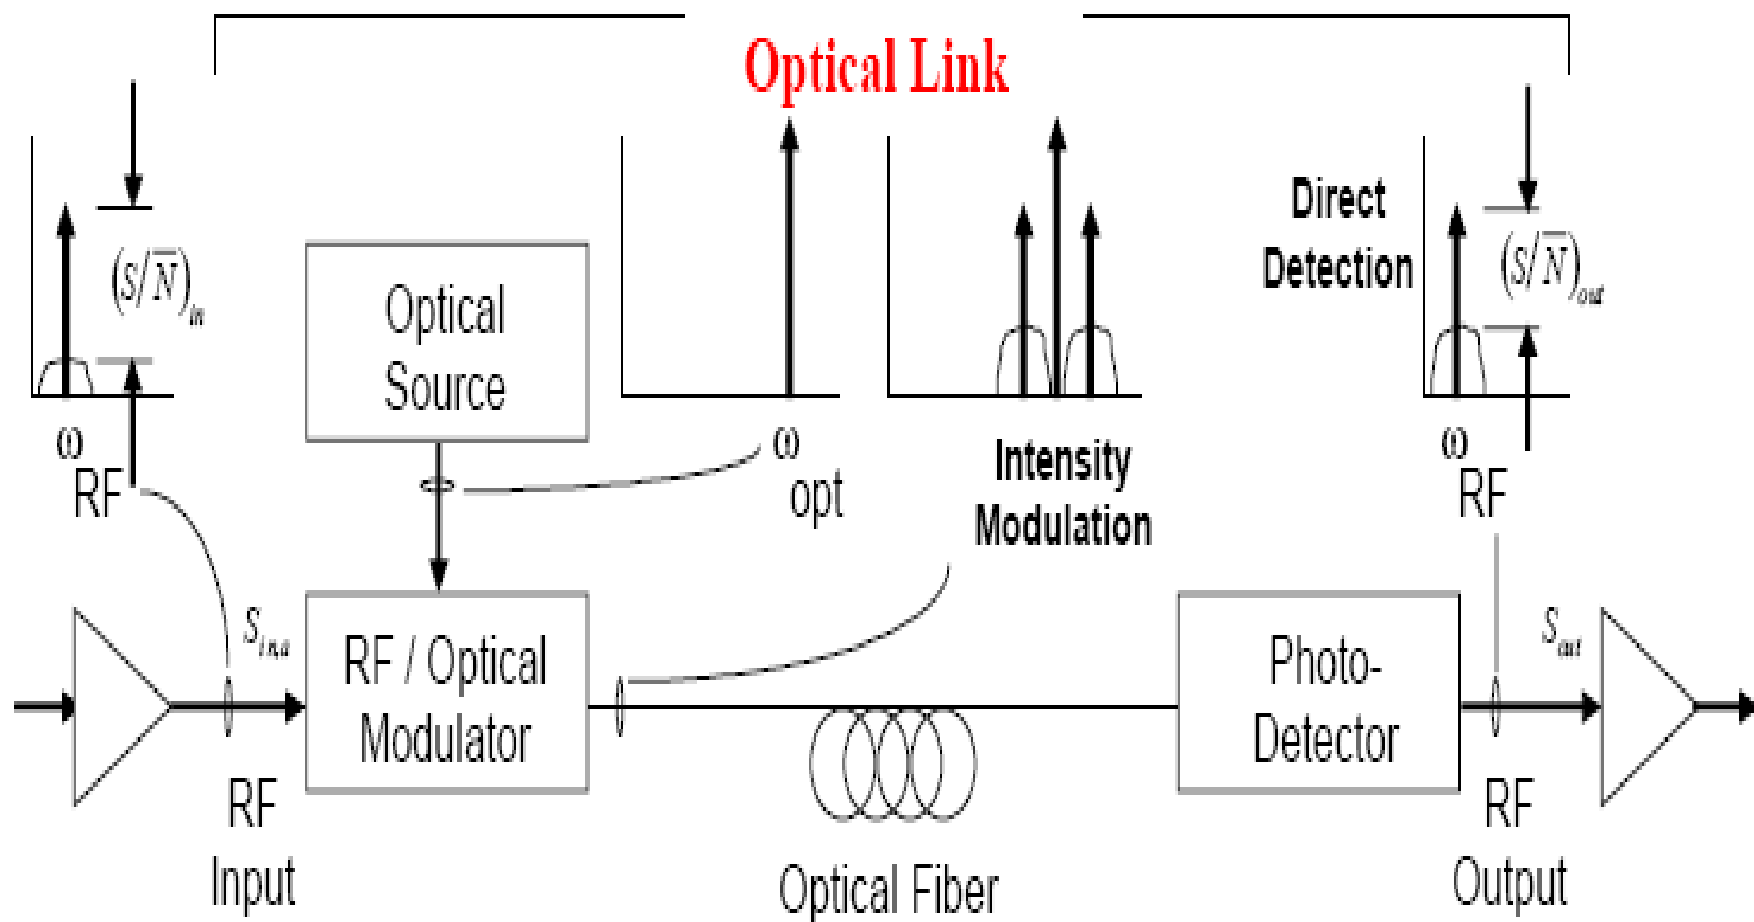 Optical Link
(S/N̅)in
Optical
Source
Direct
Detection
(S/N̅)out
ω
RF
ω
opt
Intensity
Modulation
ω
RF
Sin,a
RF / Optical
Modulator
Photo-
Detector
Sout
RF
Input
Optical Fiber
RF
Output